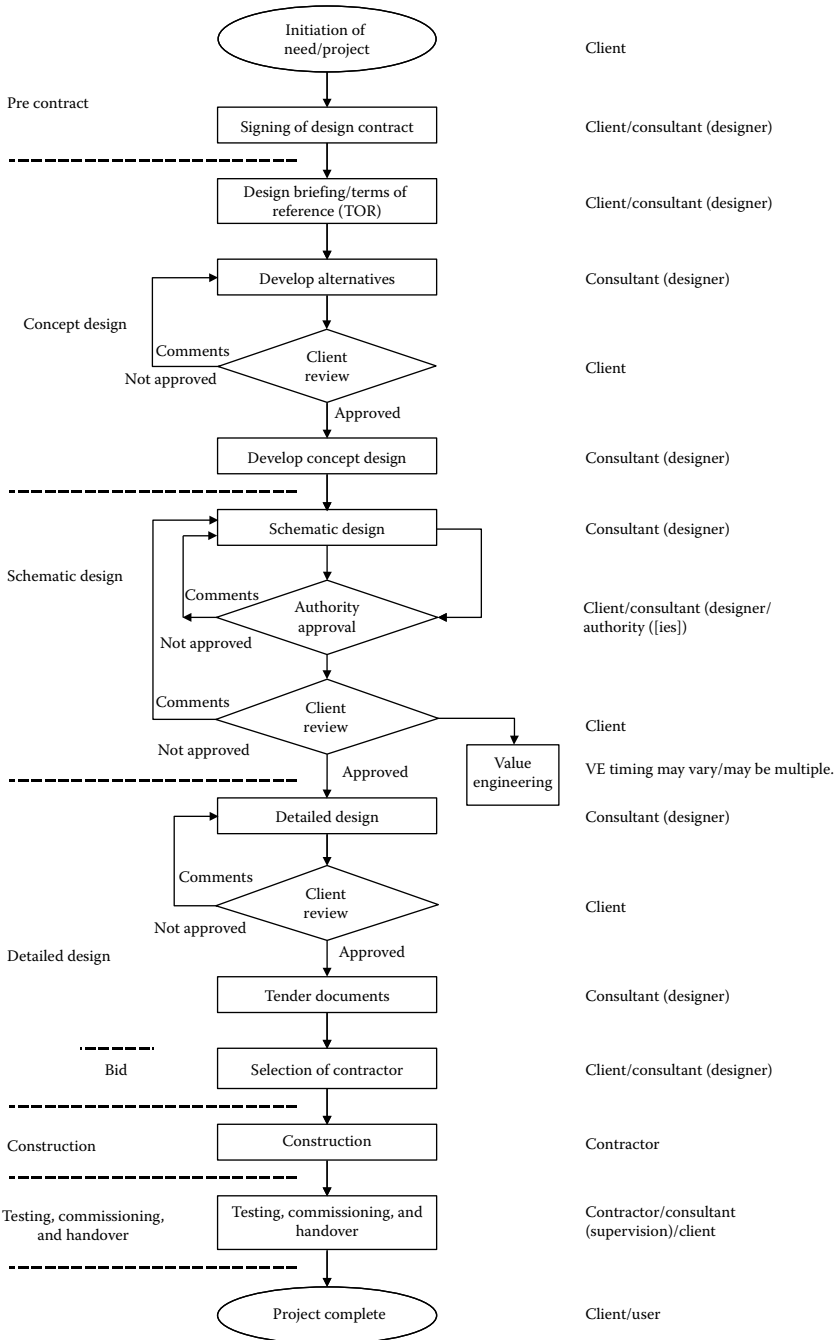 Initiation of
need/project
Client
Pre contract
Signing of design contract
Client/consultant (designer)
Design briefing/terms of
reference (TOR)
Client/consultant (designer)
Develop alternatives
Consultant (designer)
Concept design
Comments
Not approved
Client
review
Client
Approved
Develop concept design
Consultant (designer)
Schematic design
Consultant (designer)
Schematic design
Comments
Not approved
Authority
approval
Client/consultant (designer/
authority ([ies])
Comments
Not approved
Client
review
Client
Approved
Value
engineering
VE timing may vary/may be multiple.
Detailed design
Consultant (designer)
Comments
Not approved
Client
review
Client
Approved
Detailed design
Tender documents
Consultant (designer)
Bid
Selection of contractor
Client/consultant (designer)
Construction
Construction
Contractor
Testing, commissioning,
and handover
Testing, commissioning, and
handover
Contractor/consultant
(supervision)/client
Project complete
Client/user